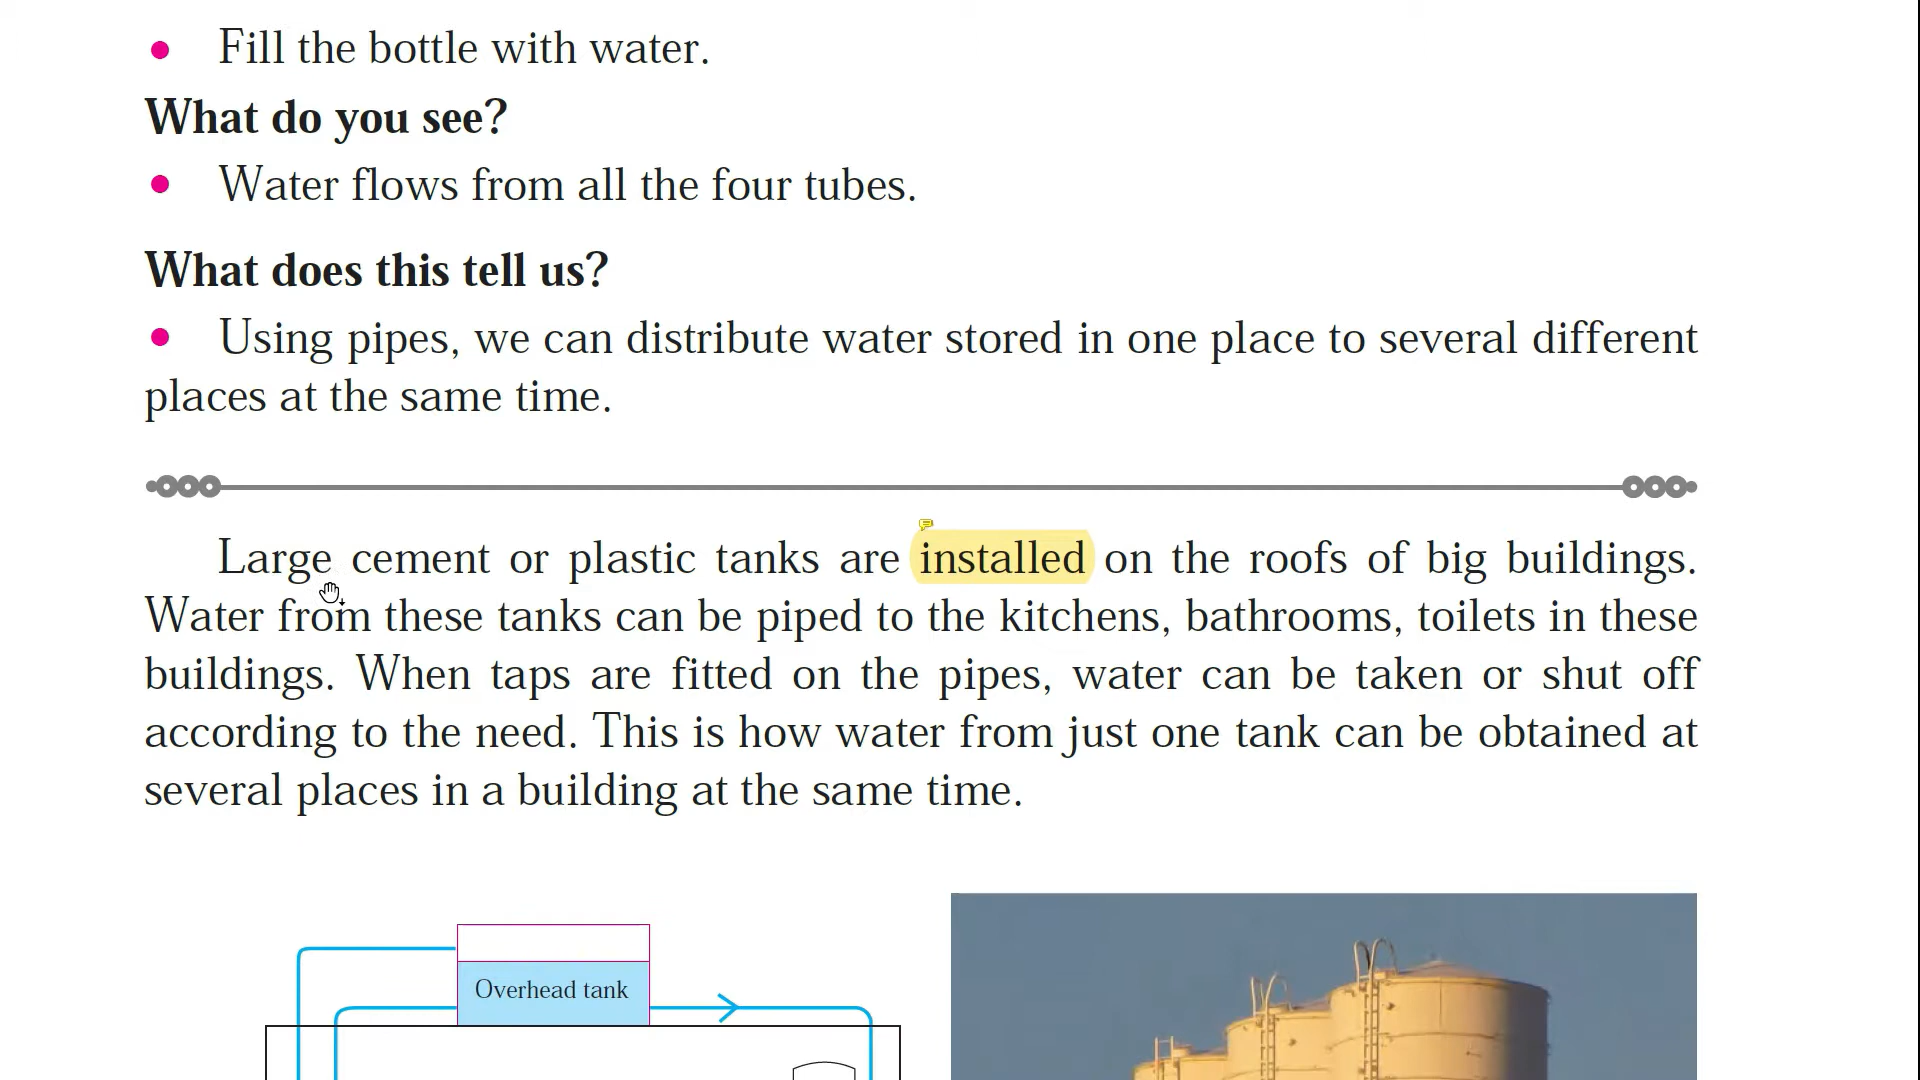 Fill the bottle with water.
What do you see?
Water flows from all the four tubes.
What does this tell us?
Using pipes, we can distribute water stored in one place to several different
places at the same time.
Large cement or plastic tanks are installed on the roofs of big buildings.
Water from these tanks can be piped to the kitchens, bathrooms, toilets in these
buildings. When taps are fitted on the pipes, water can be taken or shut off
according to the need. This is how water from just one tank can be obtained at
several places in a building at the same time.
Overhead tank